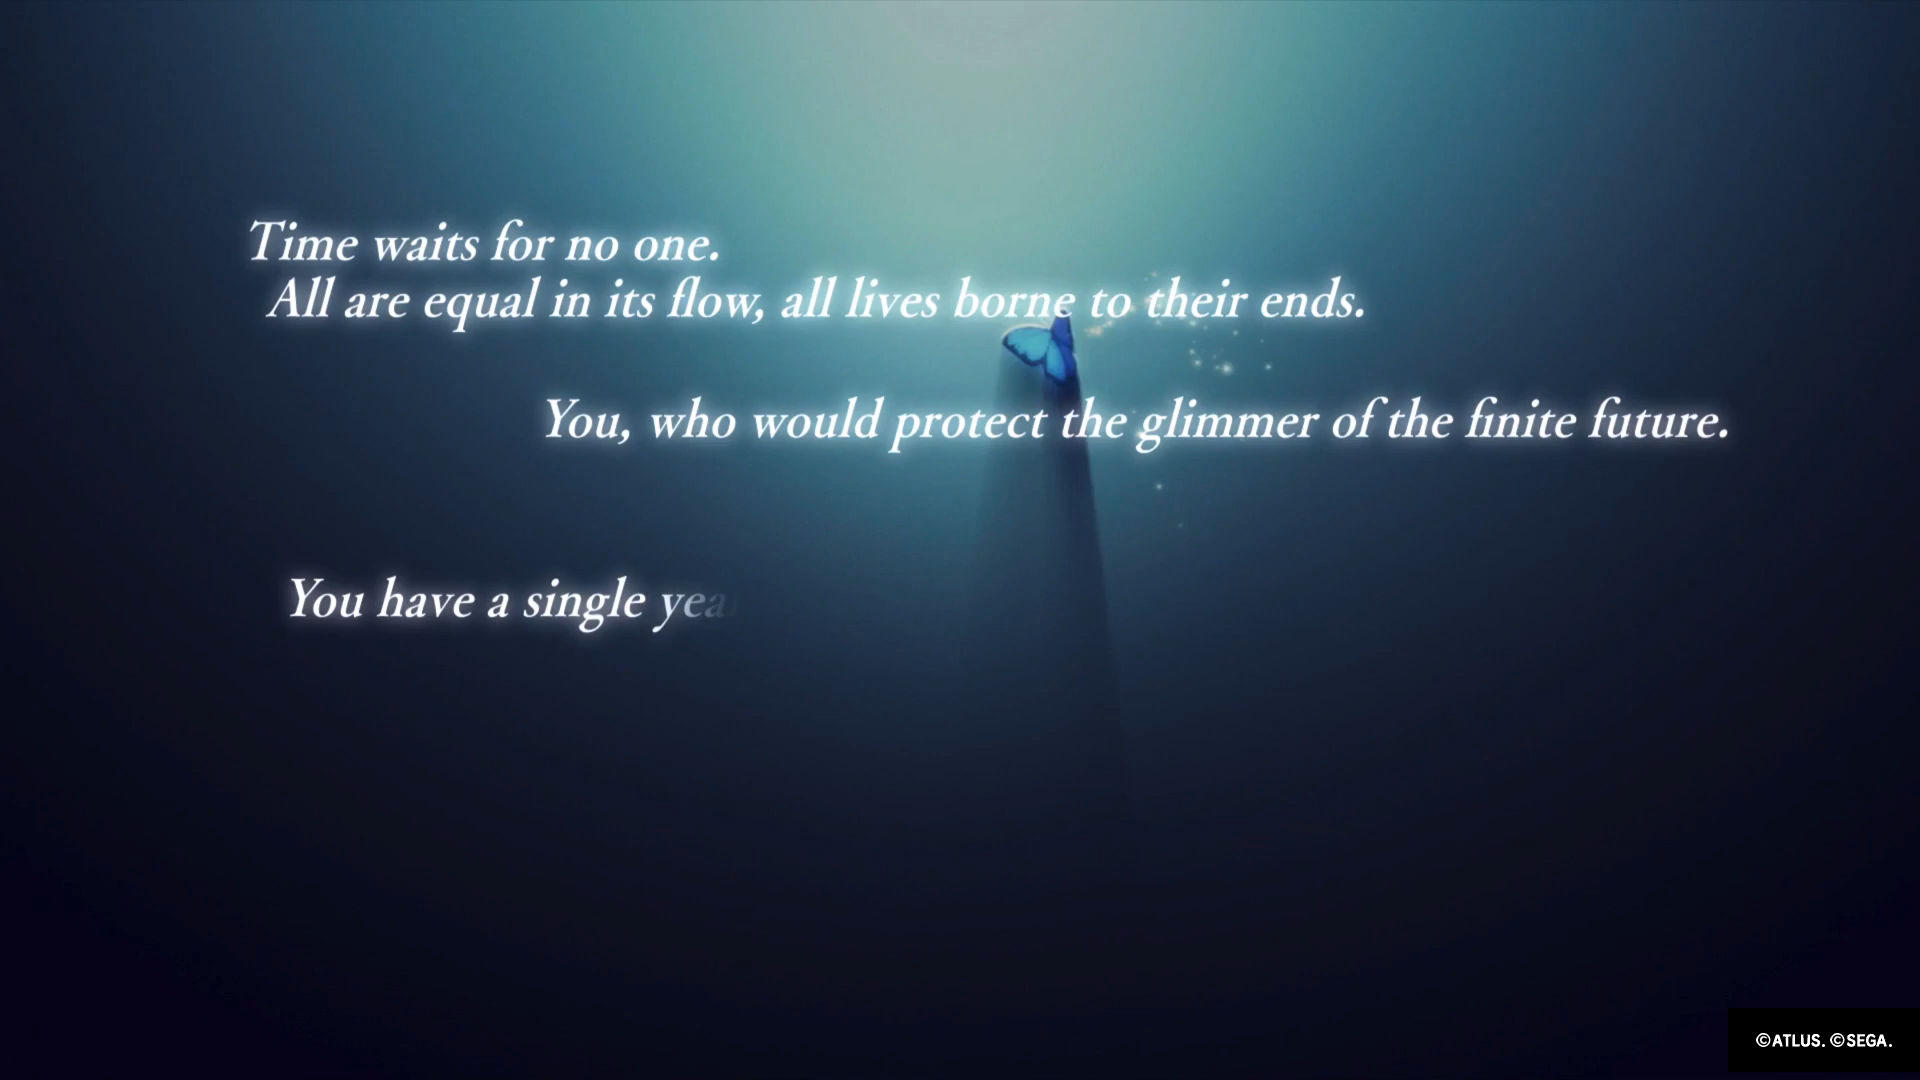 Time waits for no one.
All are equal in its flow, all lives borne to their ends.
You, who would protect the glimmer of the finite future.
You have a single yea
©ATLUS. ©SEGA.